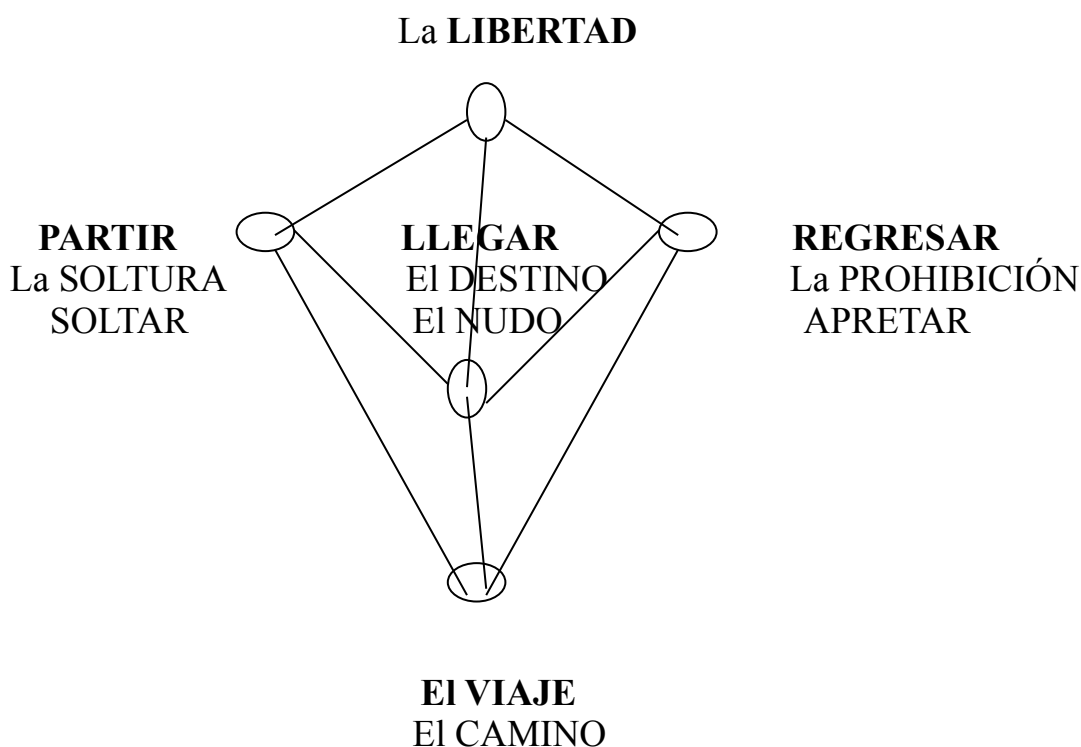 La LIBERTAD
PARTIR LLEGAR REGRESAR
La SOLTURA El DESTINO La PROHIBICIÓN
SOLTAR El NUDO APRETAR
El VIAJE
El CAMINO